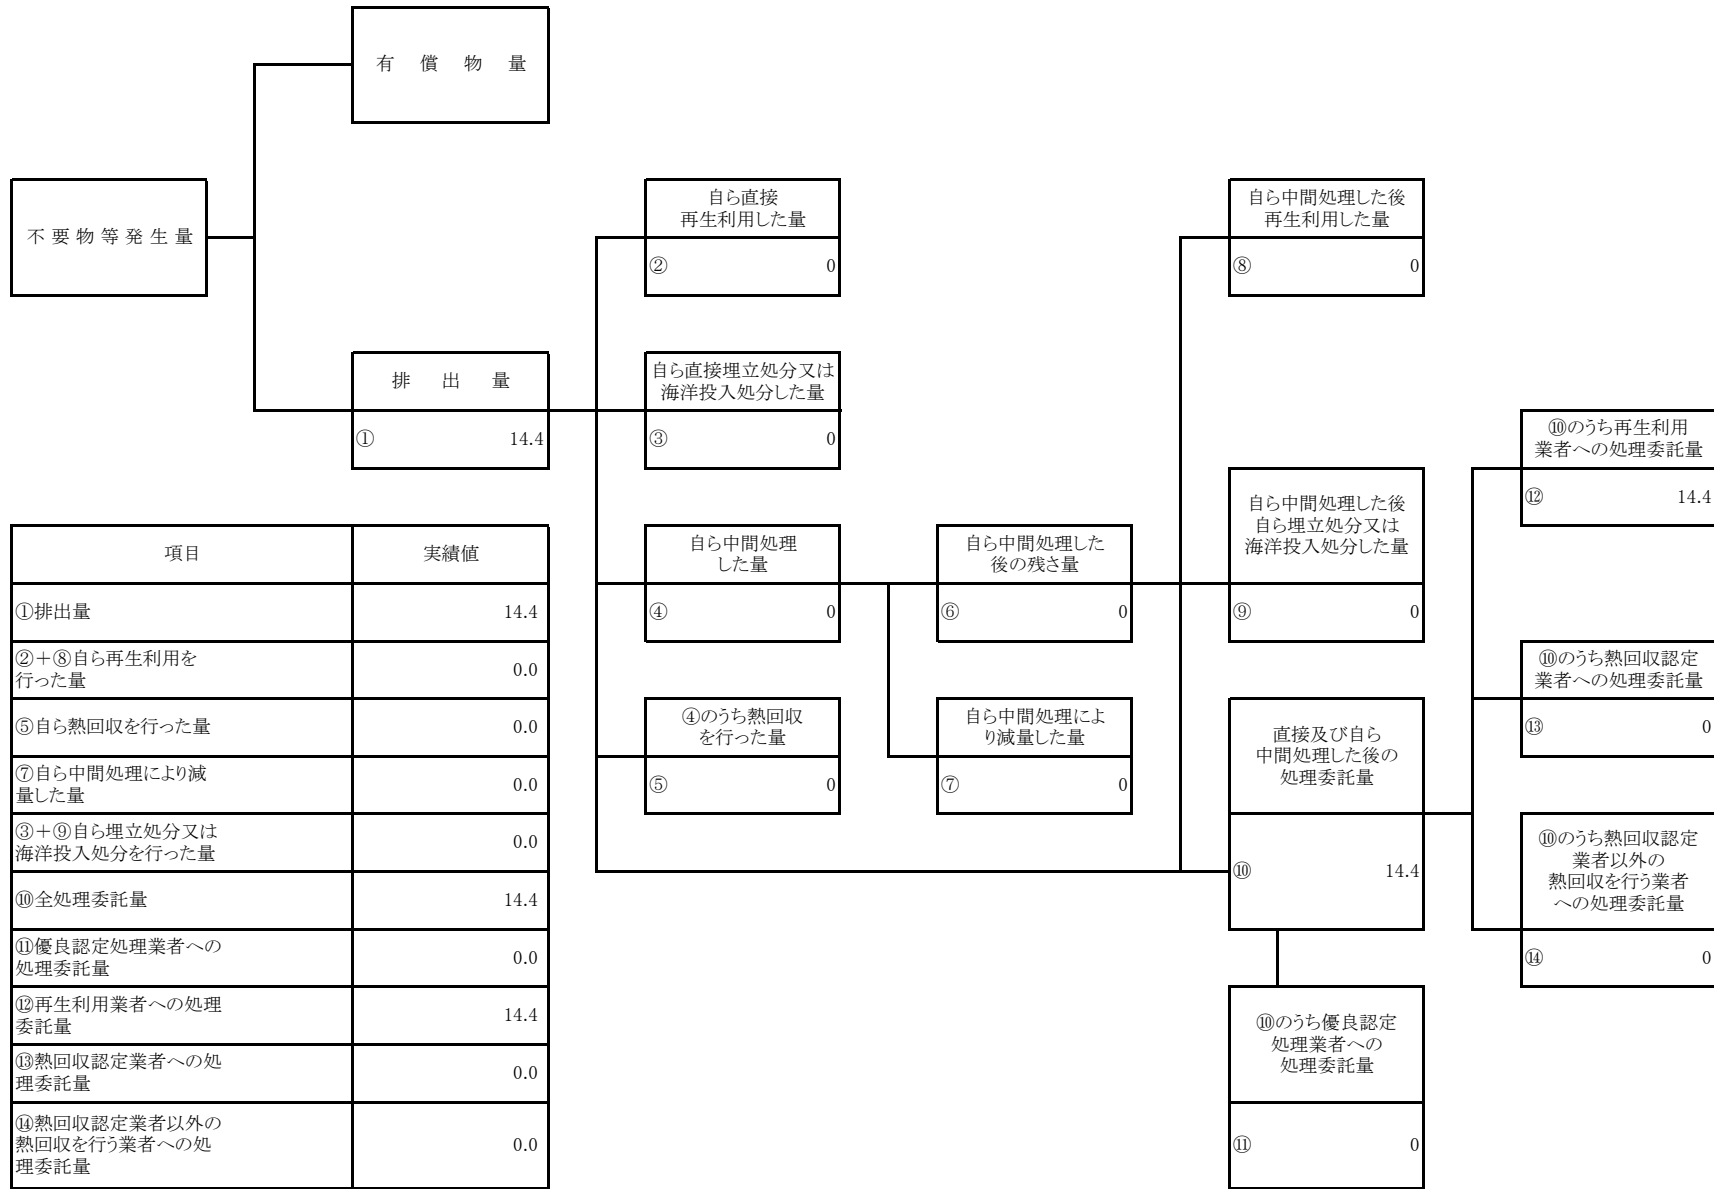 有 償 物 量
不 要 物 等 発 生 量
排 出 量
① 14.4
自ら直接
再生利用した量
② 0
自ら直接埋立処分又は
海洋投入処分した量
③ 0
自ら中間処理
した量
④ 0
④のうち熱回収
を行った量
⑤ 0
自ら中間処理した
後の残さ量
⑥ 0
自ら中間処理によ
り減量した量
⑦ 0
自ら中間処理した後
再生利用した量
⑧ 0
自ら中間処理した後
自ら埋立処分又は
海洋投入処分した量
⑨ 0
直接及び自ら
中間処理した後の
処理委託量
⑩ 14.4
⑩のうち優良認定
処理業者への
処理委託量
⑪ 0
⑩のうち再生利用
業者への処理委託量
⑫ 14.4
⑩のうち熱回収認定
業者への処理委託量
⑬ 0
⑩のうち熱回収認定
業者以外の
熱回収を行う業者
への処理委託量
⑭ 0
項目 実績値
①排出量 14.4
②＋⑧自ら再生利用を
行った量 0.0
⑤自ら熱回収を行った量 0.0
⑦自ら中間処理により減
量した量 0.0
③＋⑨自ら埋立処分又は
海洋投入処分を行った量 0.0
⑩全処理委託量 14.4
⑪優良認定処理業者への
処理委託量 0.0
⑫再生利用業者への処理
委託量 14.4
⑬熱回収認定業者への処
理委託量 0.0
⑭熱回収認定業者以外の
熱回収を行う業者への処
理委託量 0.0